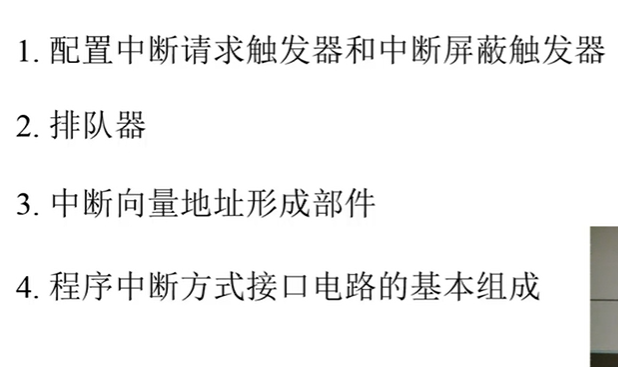 1. 配置中断请求触发器和中断屏蔽触发器
2. 排队器
3. 中断向量地址形成部件
4. 程序中断方式接口电路的基本组成